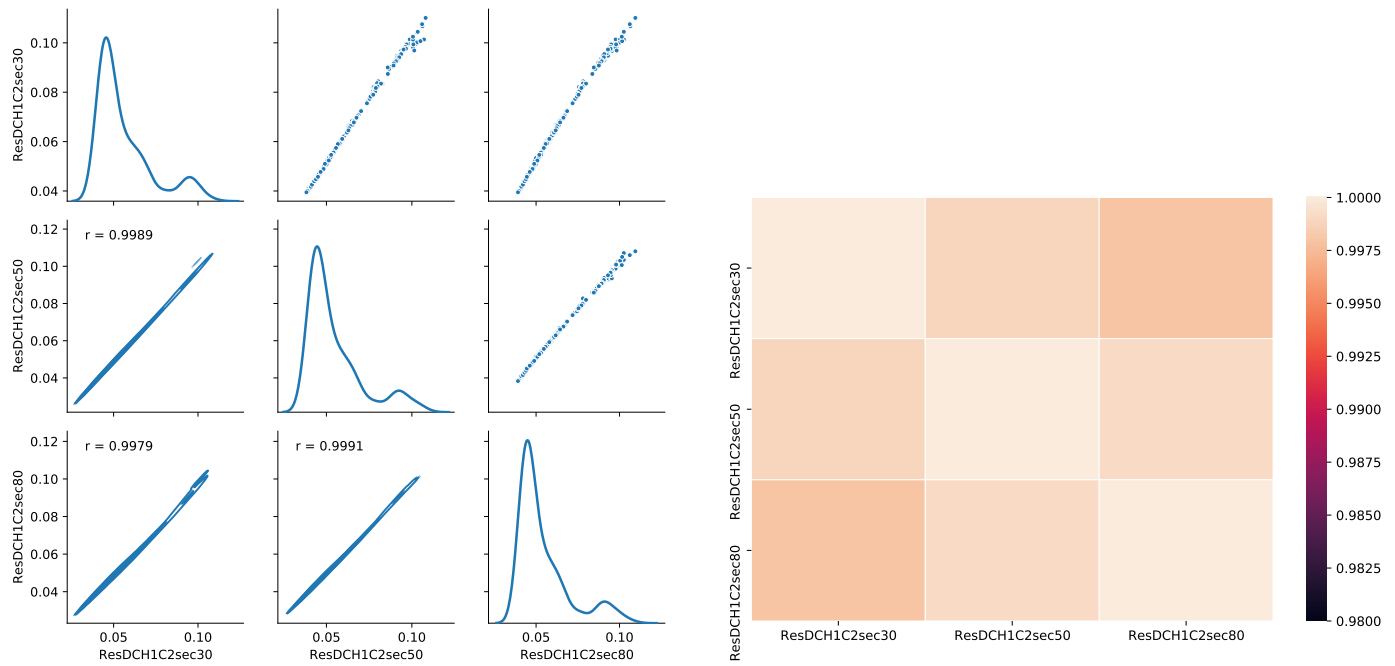 ResDCH1C2sec30
0.10
0.08
0.06
0.04
ResDCH1C2sec50
0.12
0.10
0.08
0.06
0.04
r = 0.9989
ResDCH1C2sec80
0.12
0.10
0.08
0.06
0.04
r = 0.9979
r = 0.9991
0.05 0.10
0.05 0.10
0.05 0.10
ResDCH1C2sec30
ResDCH1C2sec50
ResDCH1C2sec80
ResDCH1C2sec30
ResDCH1C2sec50
ResDCH1C2sec80
ResDCH1C2sec30
ResDCH1C2sec50
ResDCH1C2sec80
1.0000
0.9975
0.9950
0.9925
0.9900
0.9875
0.9850
0.9825
0.9800